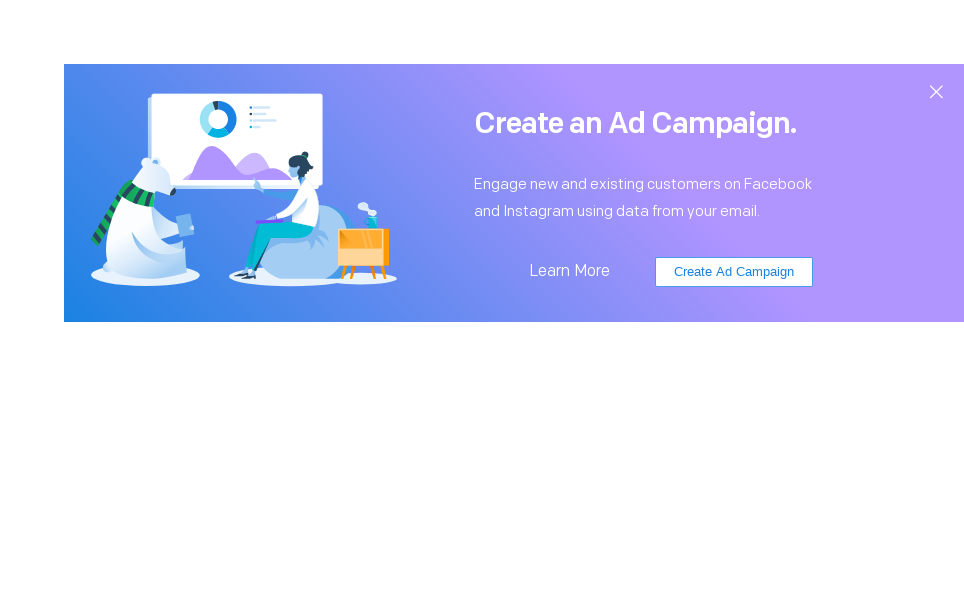 Create an Ad Campaign.
Engage new and existing customers on Facebook
and Instagram using data from your email.
Learn More
Create Ad Campaign